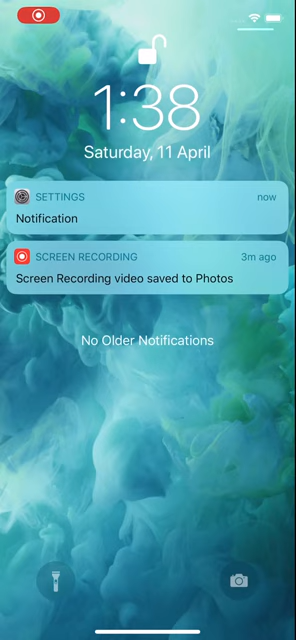 1:38
Saturday, 11 April
SETTINGS now
Notification
SCREEN RECORDING 3m ago
Screen Recording video saved to Photos
No Older Notifications